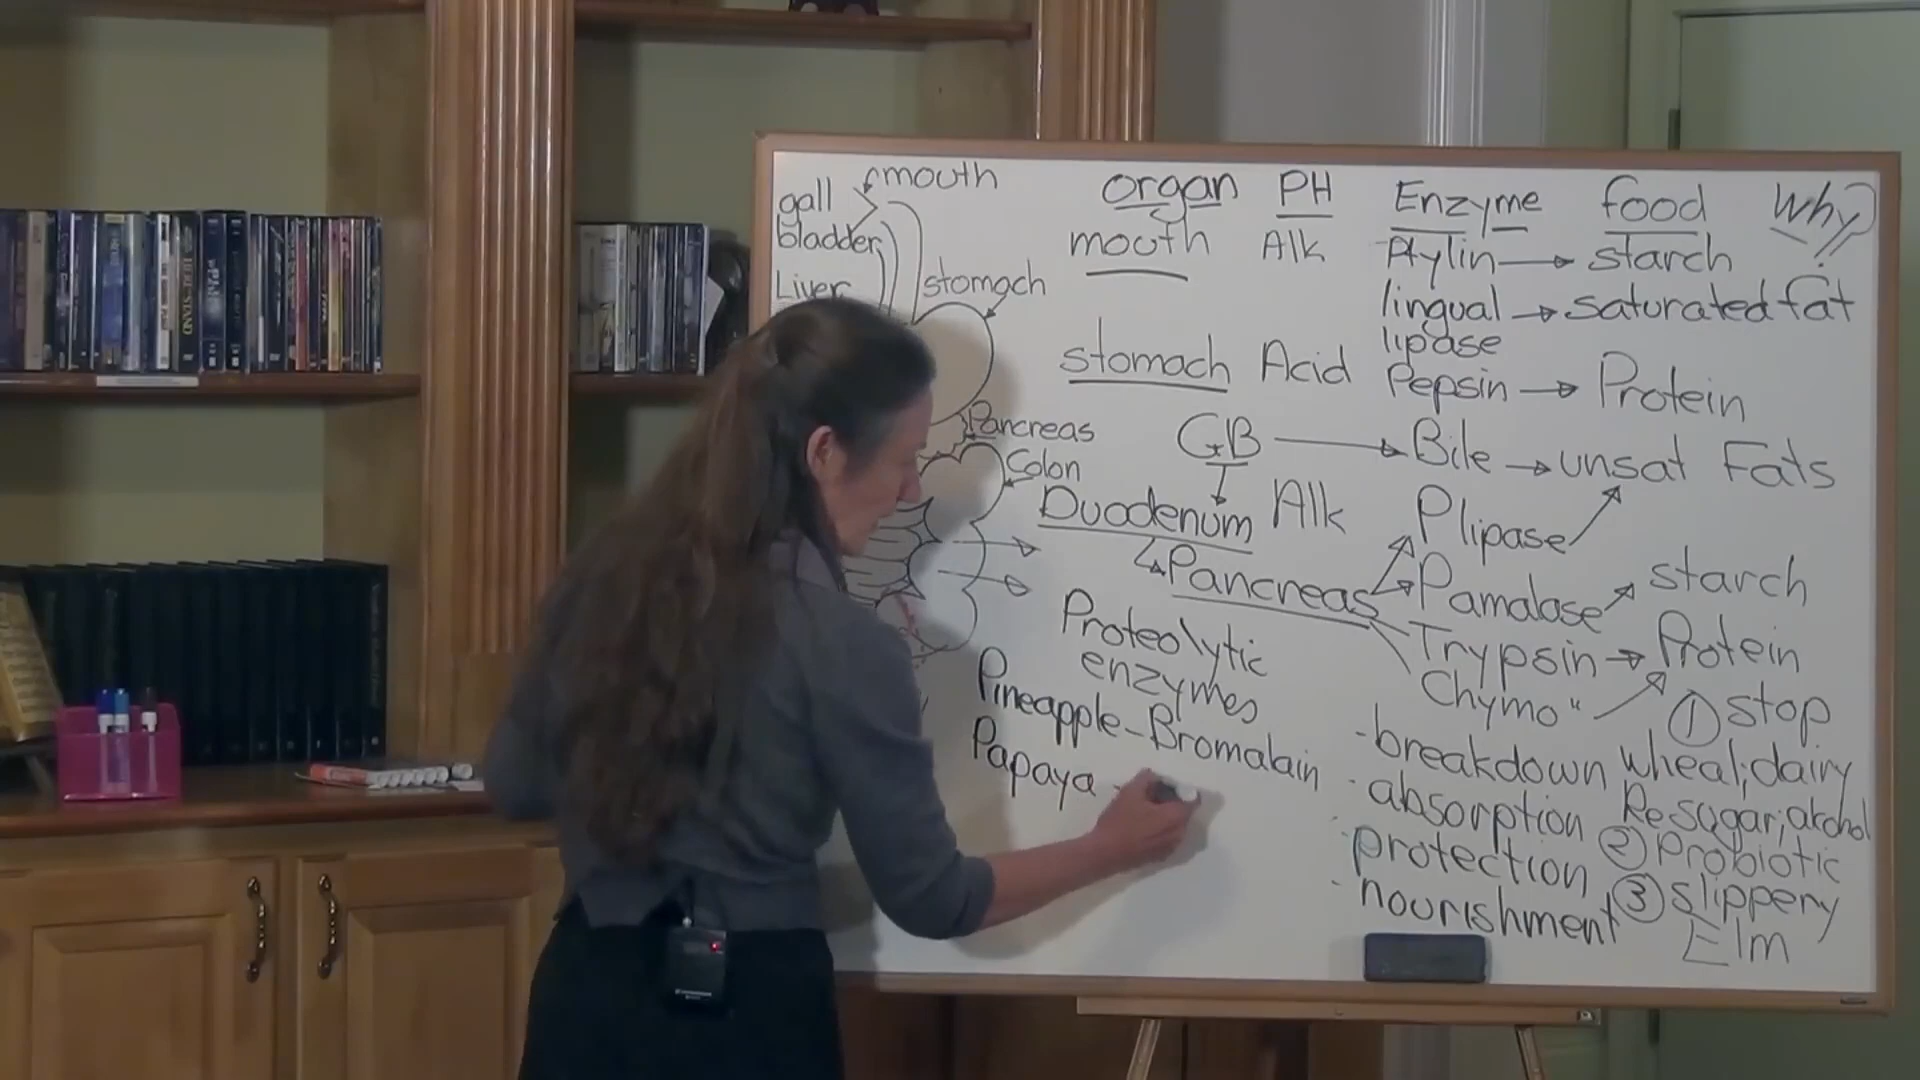 gall
bladder
mouth
Liver
stomach
Pancreas
Colon
organ PH Enzyme food Why?
mouth Alk Ptylin starch
lingual saturated fat
lipase
stomach Acid Pepsin Protein
GB Bile unsat Fats
Duodenum Alk Plipase
Pancreas Pamalase starch
Trypsin Protein
Chymo "
Proteolytic
enzymes
Pineapple - Bromalain
Papaya -
- breakdown
- absorption
- protection
- nourishment
① stop
wheat; dairy
Re sugar; alcohol
② Probiotic
③ slippery
Elm